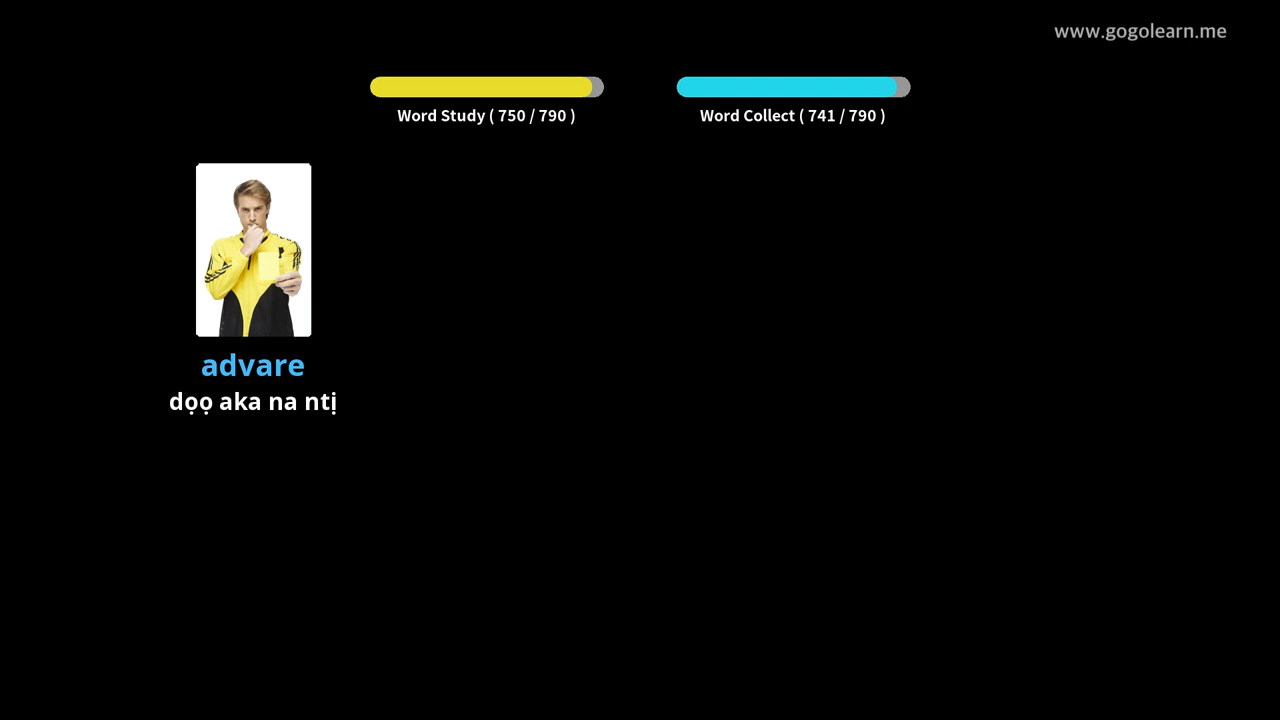 www.gogolearn.me
Word Study ( 750 / 790 )
Word Collect ( 741 / 790 )
advare
dọọ aka na ntị